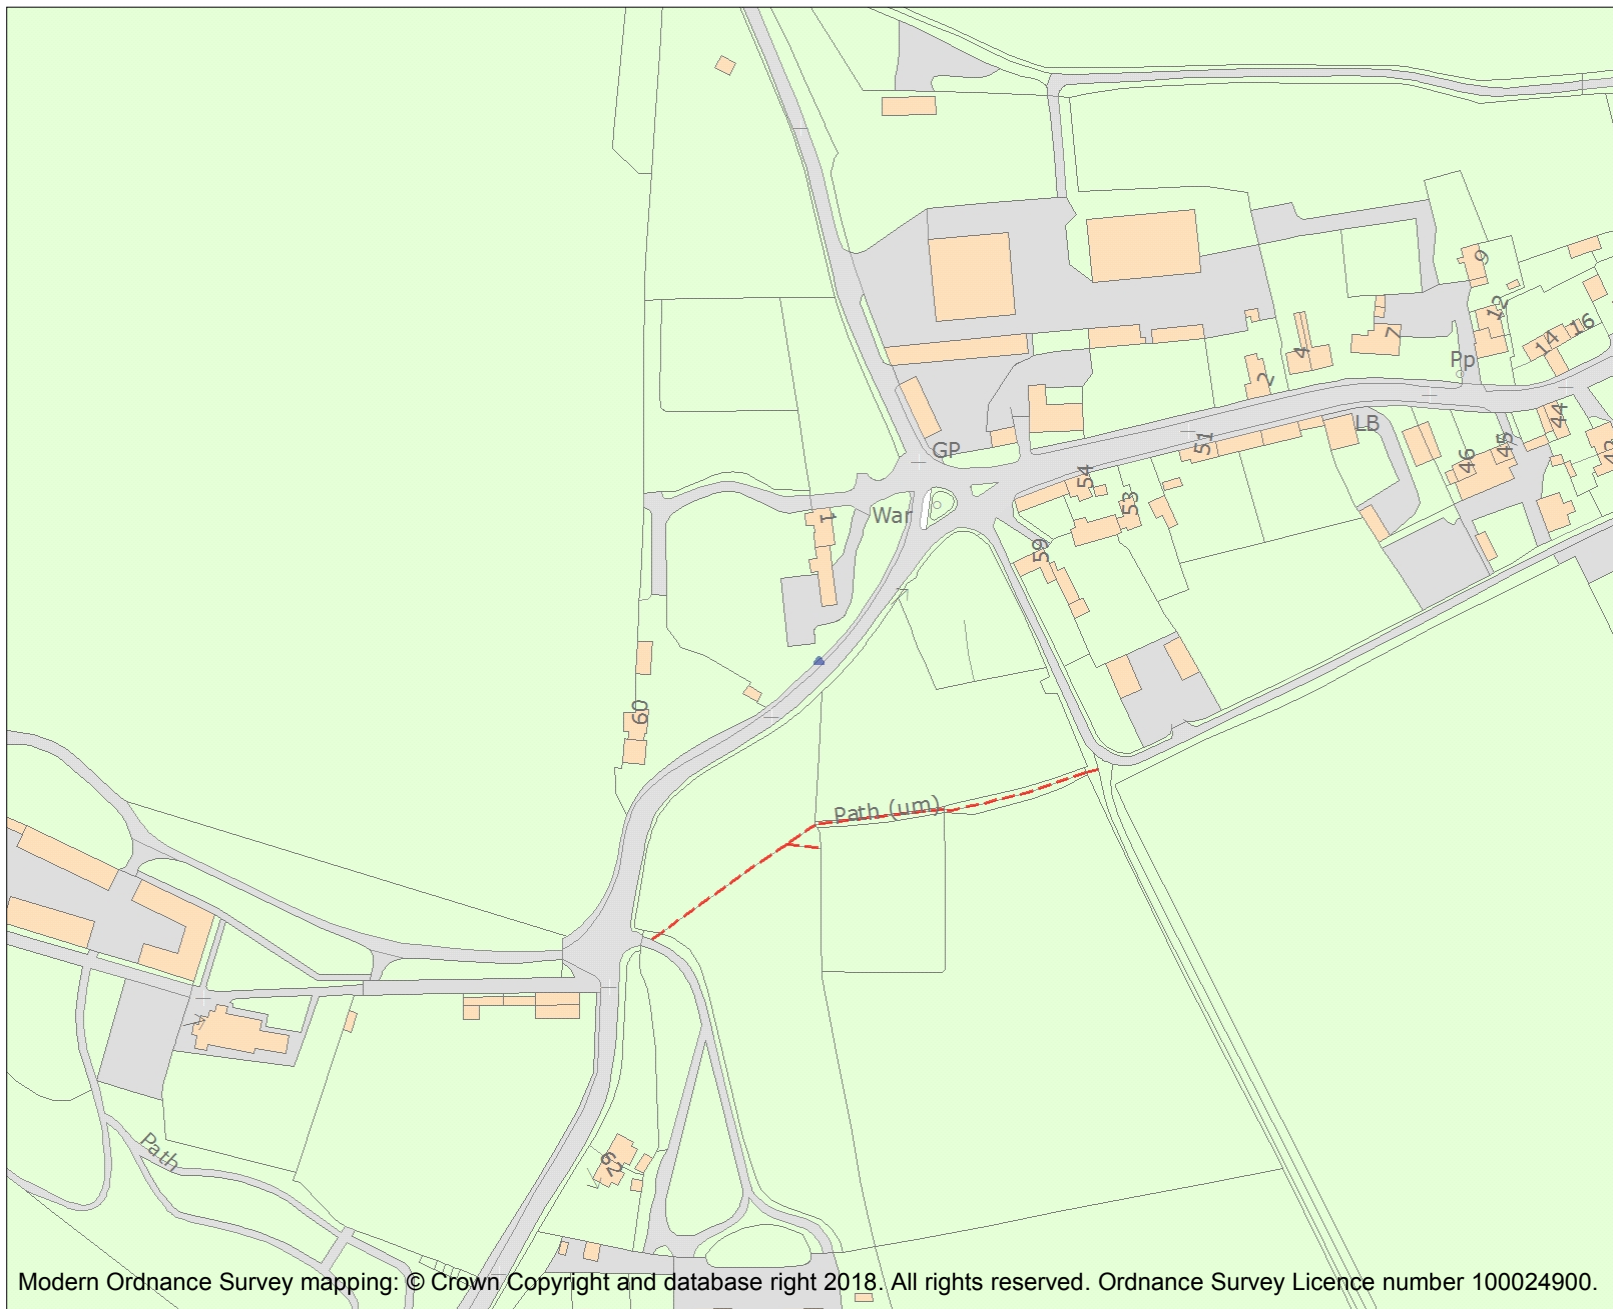 9
12
16
14
7
4
Pp
2
LB
44
51
45
46
GP
54
53
War
1
59
60
Path (um)
Path
62
Modern Ordnance Survey mapping: © Crown Copyright and database right 2018. All rights reserved. Ordnance Survey Licence number 100024900.